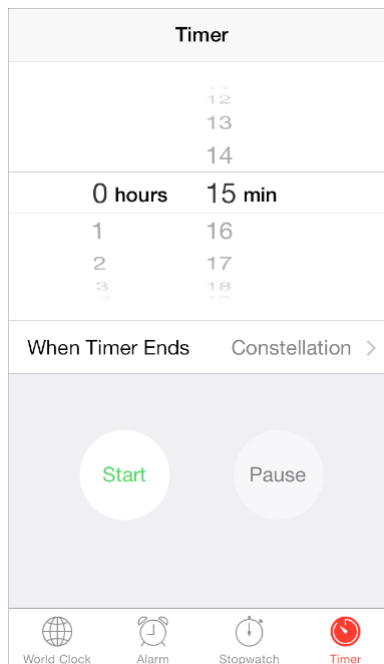 Timer
12
13
14
0 hours 15 min
1 16
2 17
3 18
When Timer Ends Constellation >
Start Pause
World Clock Alarm Stopwatch Timer